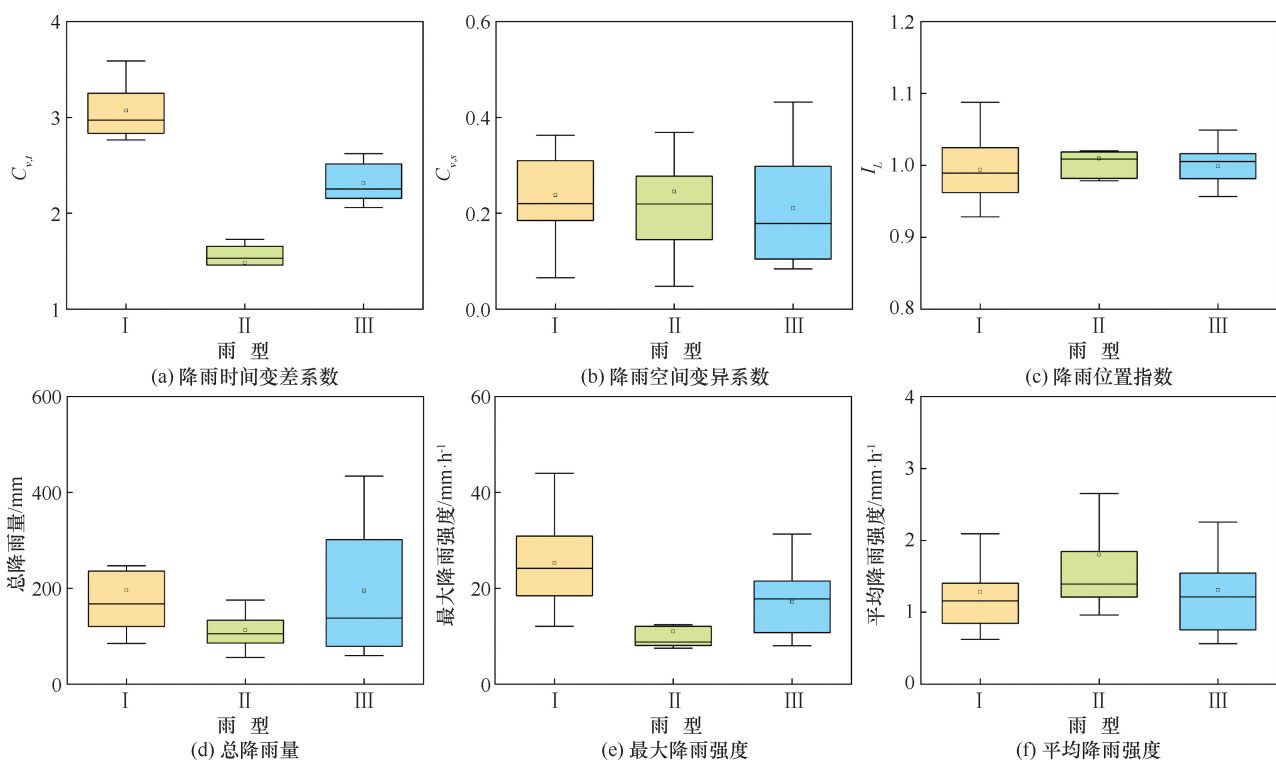 4
3
2
1
C_{v,t}
I II III
雨 型
(a) 降雨时间变差系数
0.6
0.4
0.2
0.0
C_{v,s}
I II III
雨 型
(b) 降雨空间变异系数
1.2
1.1
1.0
0.9
0.8
I_L
I II III
雨 型
(c) 降雨位置指数
600
400
200
0
总降雨量/mm
I II III
雨 型
(d) 总降雨量
60
40
20
0
最大降雨强度/mm·h⁻¹
I II III
雨 型
(e) 最大降雨强度
4
3
2
1
0
平均降雨强度/mm·h⁻¹
I II III
雨 型
(f) 平均降雨强度